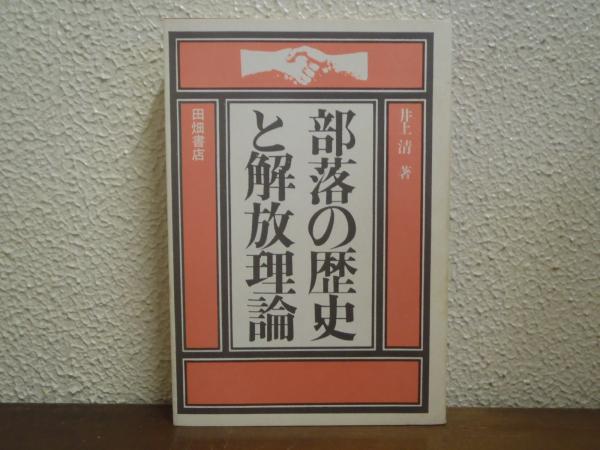 井上清 著
部落の歴史
と解放理論
田畑書店